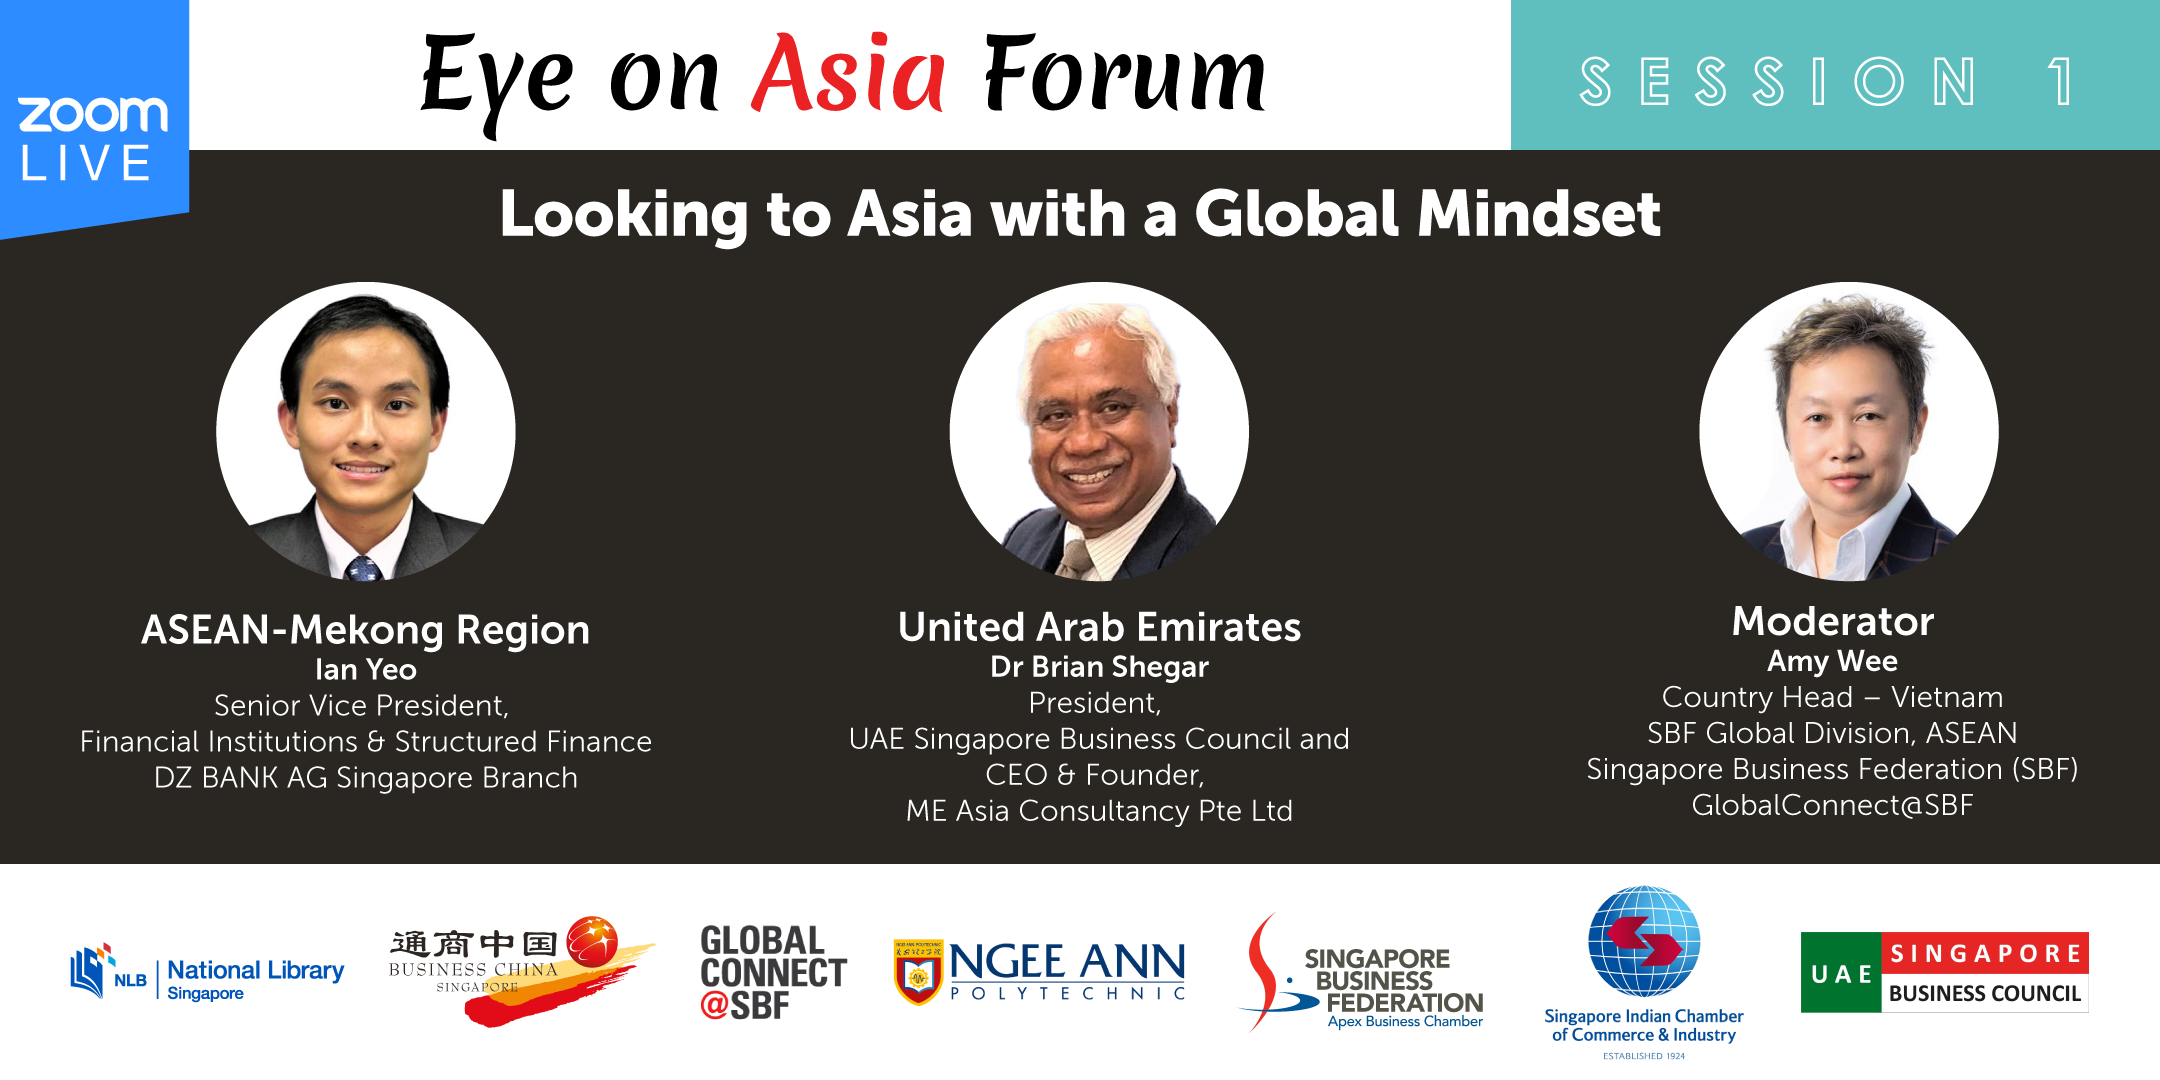 zoom
LIVE
Eye on Asia Forum
SESSION 1
Looking to Asia with a Global Mindset
ASEAN-Mekong Region
Ian Yeo
Senior Vice President,
Financial Institutions & Structured Finance
DZ BANK AG Singapore Branch
United Arab Emirates
Dr Brian Shegar
President,
UAE Singapore Business Council and
CEO & Founder,
ME Asia Consultancy Pte Ltd
Moderator
Amy Wee
Country Head – Vietnam
SBF Global Division, ASEAN
Singapore Business Federation (SBF)
GlobalConnect@SBF
NLB
National Library
Singapore
通商中国
BUSINESS CHINA
SINGAPORE
GLOBAL
CONNECT
@SBF
NGEE ANN POLYTECHNIC
NGEE ANN
POLYTECHNIC
SINGAPORE
BUSINESS
FEDERATION
Apex Business Chamber
Singapore Indian Chamber
of Commerce & Industry
ESTABLISHED 1924
UAE
SINGAPORE
BUSINESS COUNCIL